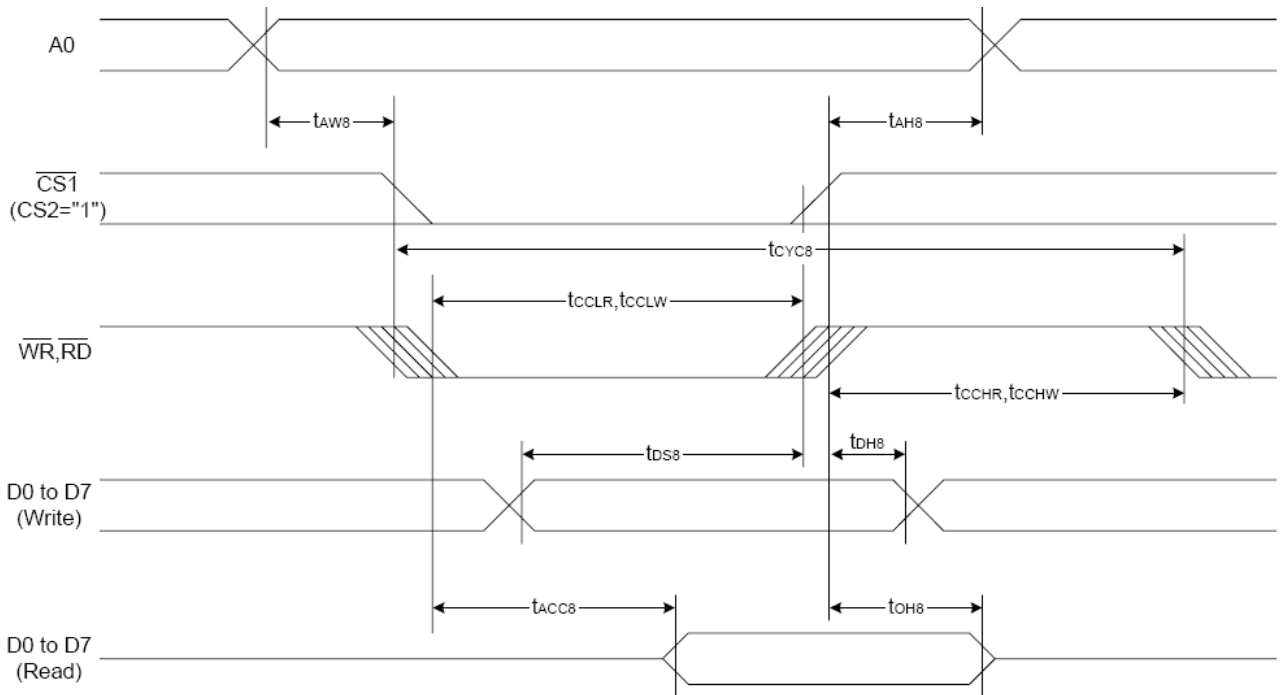 A0
tAW8
tAH8
CS1
(CS2="1")
tCYC8
tCCLR,tCCLW
WR,RD
tCCHR,tCCHW
tDS8
tDH8
D0 to D7
(Write)
tACC8
tOH8
D0 to D7
(Read)